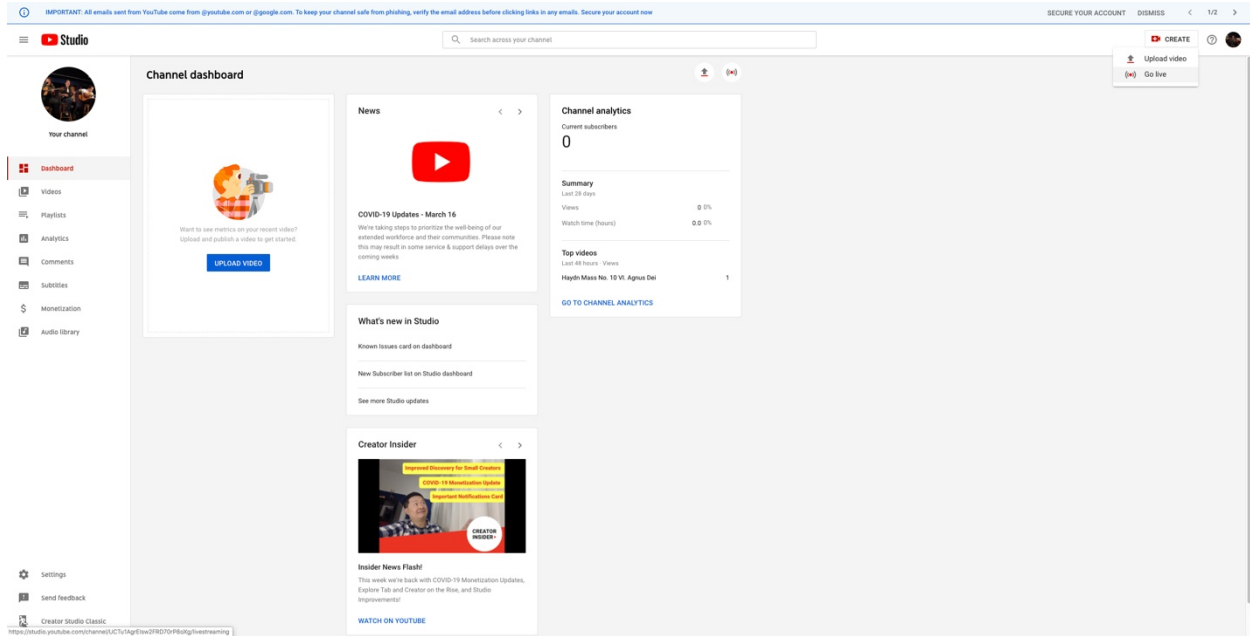 IMPORTANT: All emails sent from YouTube come from @youtube.com or @google.com. To keep your channel safe from phishing, verify the email address before clicking links in any emails. Secure your account now
SECURE YOUR ACCOUNT DISMISS 1/2
Studio
Search across your channel
CREATE
Upload video
Go live
Your channel
Dashboard
Videos
Playlists
Analytics
Comments
Subtitles
Monetization
Audio library
Settings
Send feedback
Creator Studio Classic
Channel dashboard
Want to see metrics on your recent video?
Upload and publish a video to get started.
UPLOAD VIDEO
News
COVID-19 Updates - March 16
We're taking steps to prioritize the well-being of our
extended workforce and their communities. Please note
this may result in some service & support delays over the
coming weeks
LEARN MORE
What's new in Studio
Known Issues card on dashboard
New Subscriber list on Studio dashboard
See more Studio updates
Creator Insider
Improved Discovery for Small Creators
COVID-19 Monetization Update
Important Notifications Card
CREATOR
INSIDER
Insider News Flash!
This week we're back with COVID-19 Monetization Updates,
Explore Tab and Creator on the Rise, and Studio
Improvements!
WATCH ON YOUTUBE
Channel analytics
Current subscribers
0
Summary
Last 28 days
Views 0 0%
Watch time (hours) 0.0 0%
Top videos
Last 48 hours · Views
Haydn Mass No. 10 VI. Agnus Dei 1
GO TO CHANNEL ANALYTICS